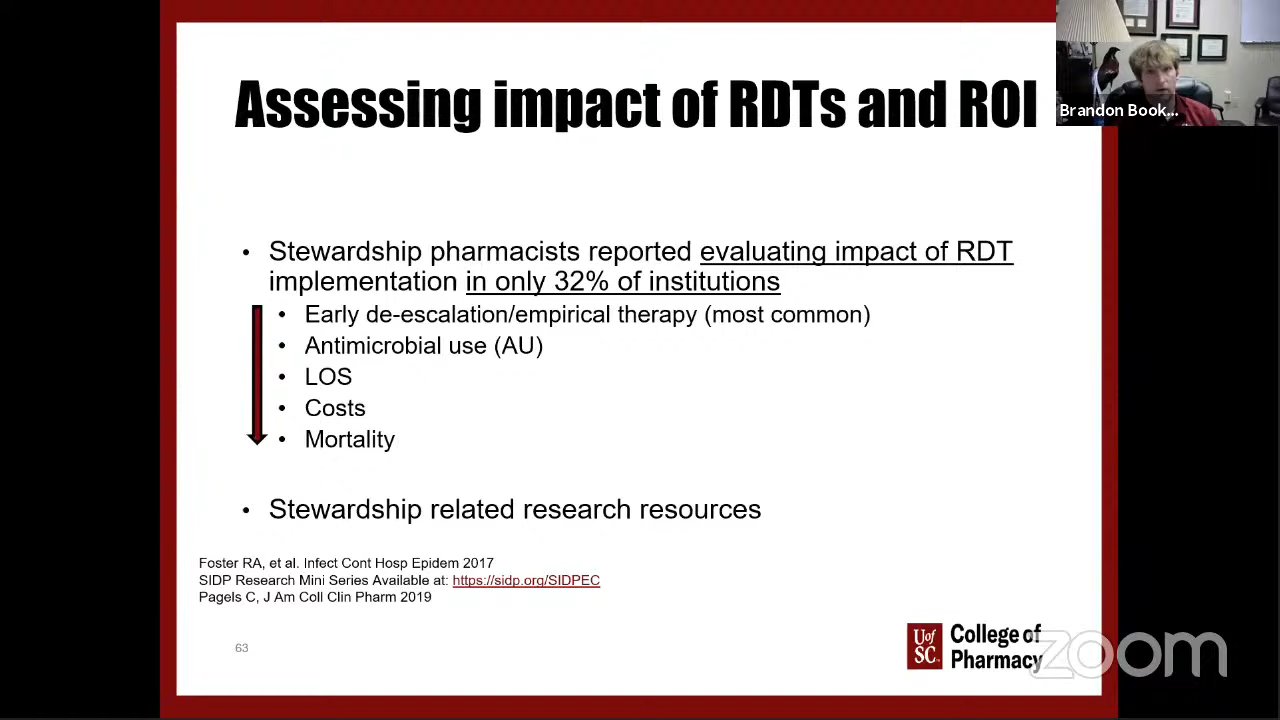 Assessing impact of RDTs and ROI
Brandon Book...
• Stewardship pharmacists reported evaluating impact of RDT
implementation in only 32% of institutions
• Early de-escalation/empirical therapy (most common)
• Antimicrobial use (AU)
• LOS
• Costs
• Mortality
• Stewardship related research resources
Foster RA, et al. Infect Cont Hosp Epidem 2017
SIDP Research Mini Series Available at: https://sidp.org/SIDPEC
Pagels C, J Am Coll Clin Pharm 2019
63
UofSC
College of
Pharmacy
zoom